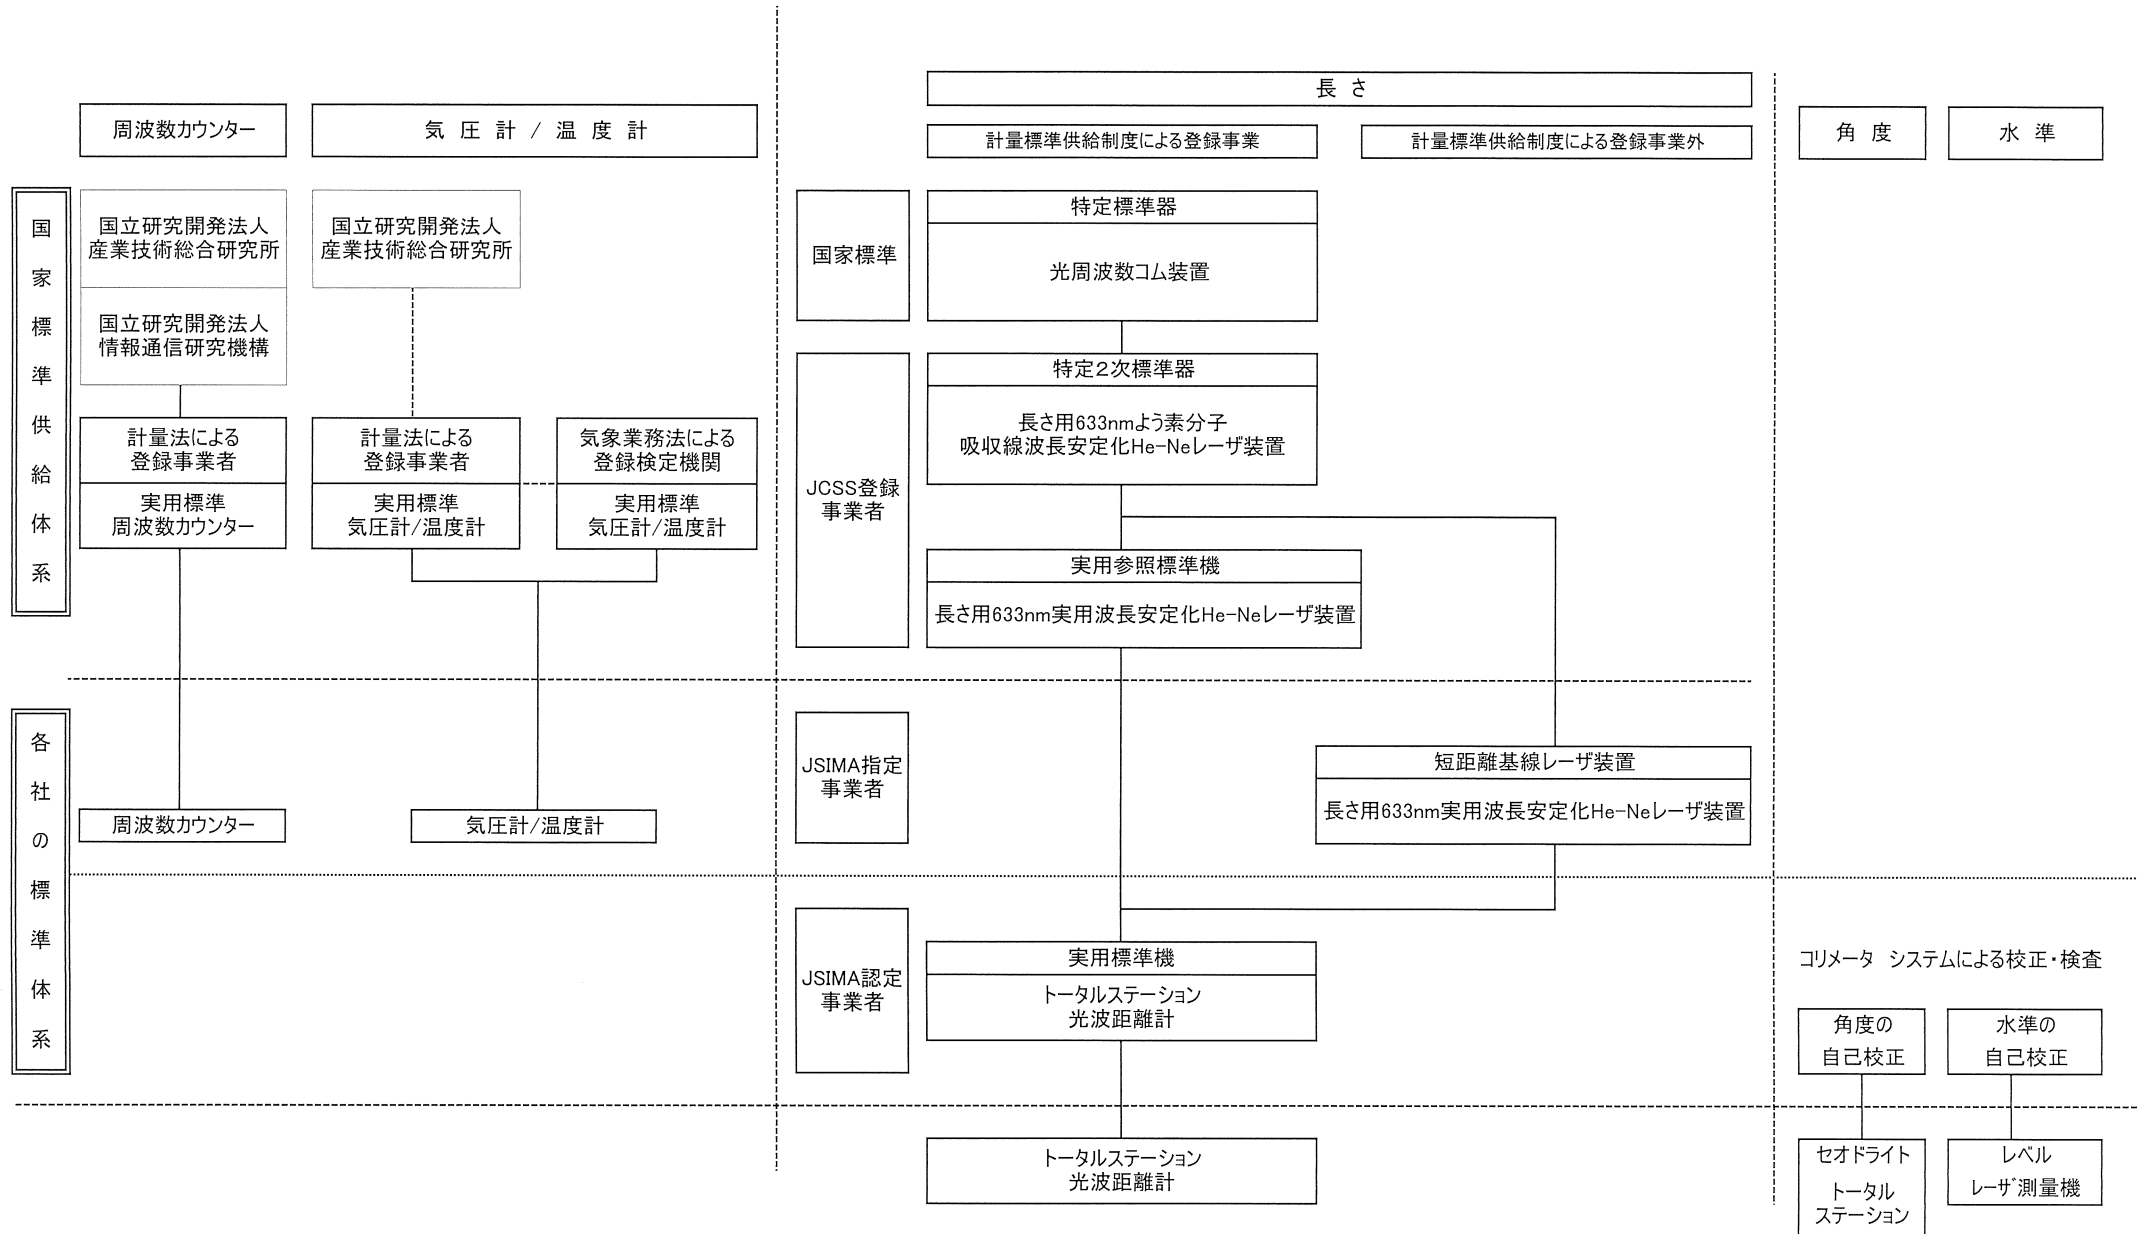 長 さ
周波数カウンター
気 圧 計 / 温 度 計
計量標準供給制度による登録事業
計量標準供給制度による登録事業外
角 度
水 準
国家標準供給体系
国立研究開発法人
産業技術総合研究所
国立研究開発法人
情報通信研究機構
国立研究開発法人
産業技術総合研究所
計量法による
登録事業者
実用標準
周波数カウンター
計量法による
登録事業者
実用標準
気圧計/温度計
気象業務法による
登録検定機関
実用標準
気圧計/温度計
国家標準
特定標準器
光周波数コム装置
JCSS登録
事業者
特定2次標準器
長さ用633nmよう素分子
吸収線波長安定化He-Neレーザ装置
実用参照標準機
長さ用633nm実用波長安定化He-Neレーザ装置
各社の標準体系
周波数カウンター
気圧計/温度計
JSIMA指定
事業者
短距離基線レーザ装置
長さ用633nm実用波長安定化He-Neレーザ装置
JSIMA認定
事業者
実用標準機
トータルステーション
光波距離計
コリメータ システムによる校正・検査
角度の
自己校正
水準の
自己校正
トータルステーション
光波距離計
セオドライト
トータル
ステーション
レベル
レーザ測量機